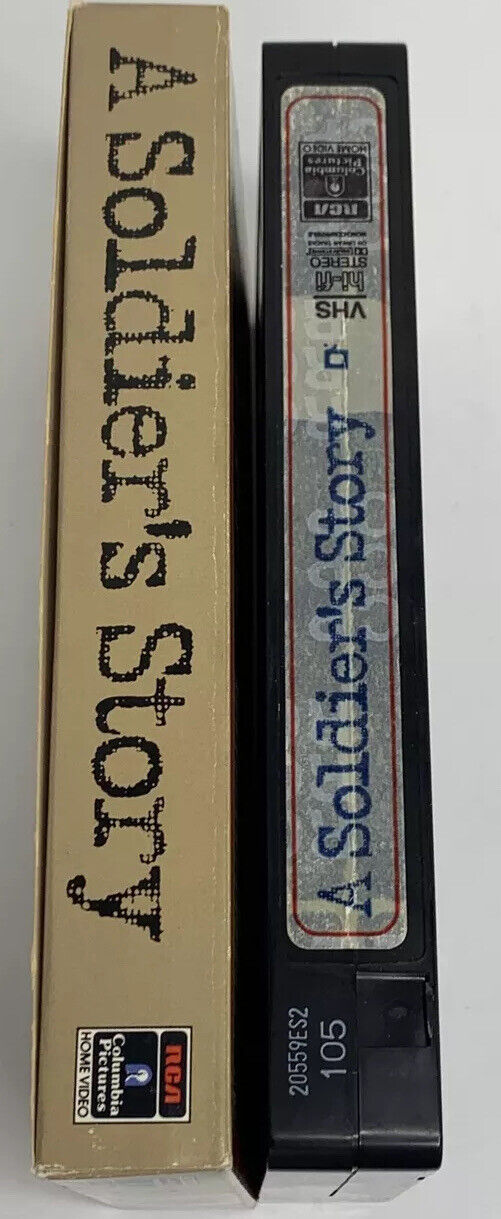 A Soldier's Story
RCA
Columbia
Pictures
HOME VIDEO
RCA
Columbia
Pictures
HOME VIDEO
VHS
hi-fi
STEREO
A Soldier's Story
20559ES2
105